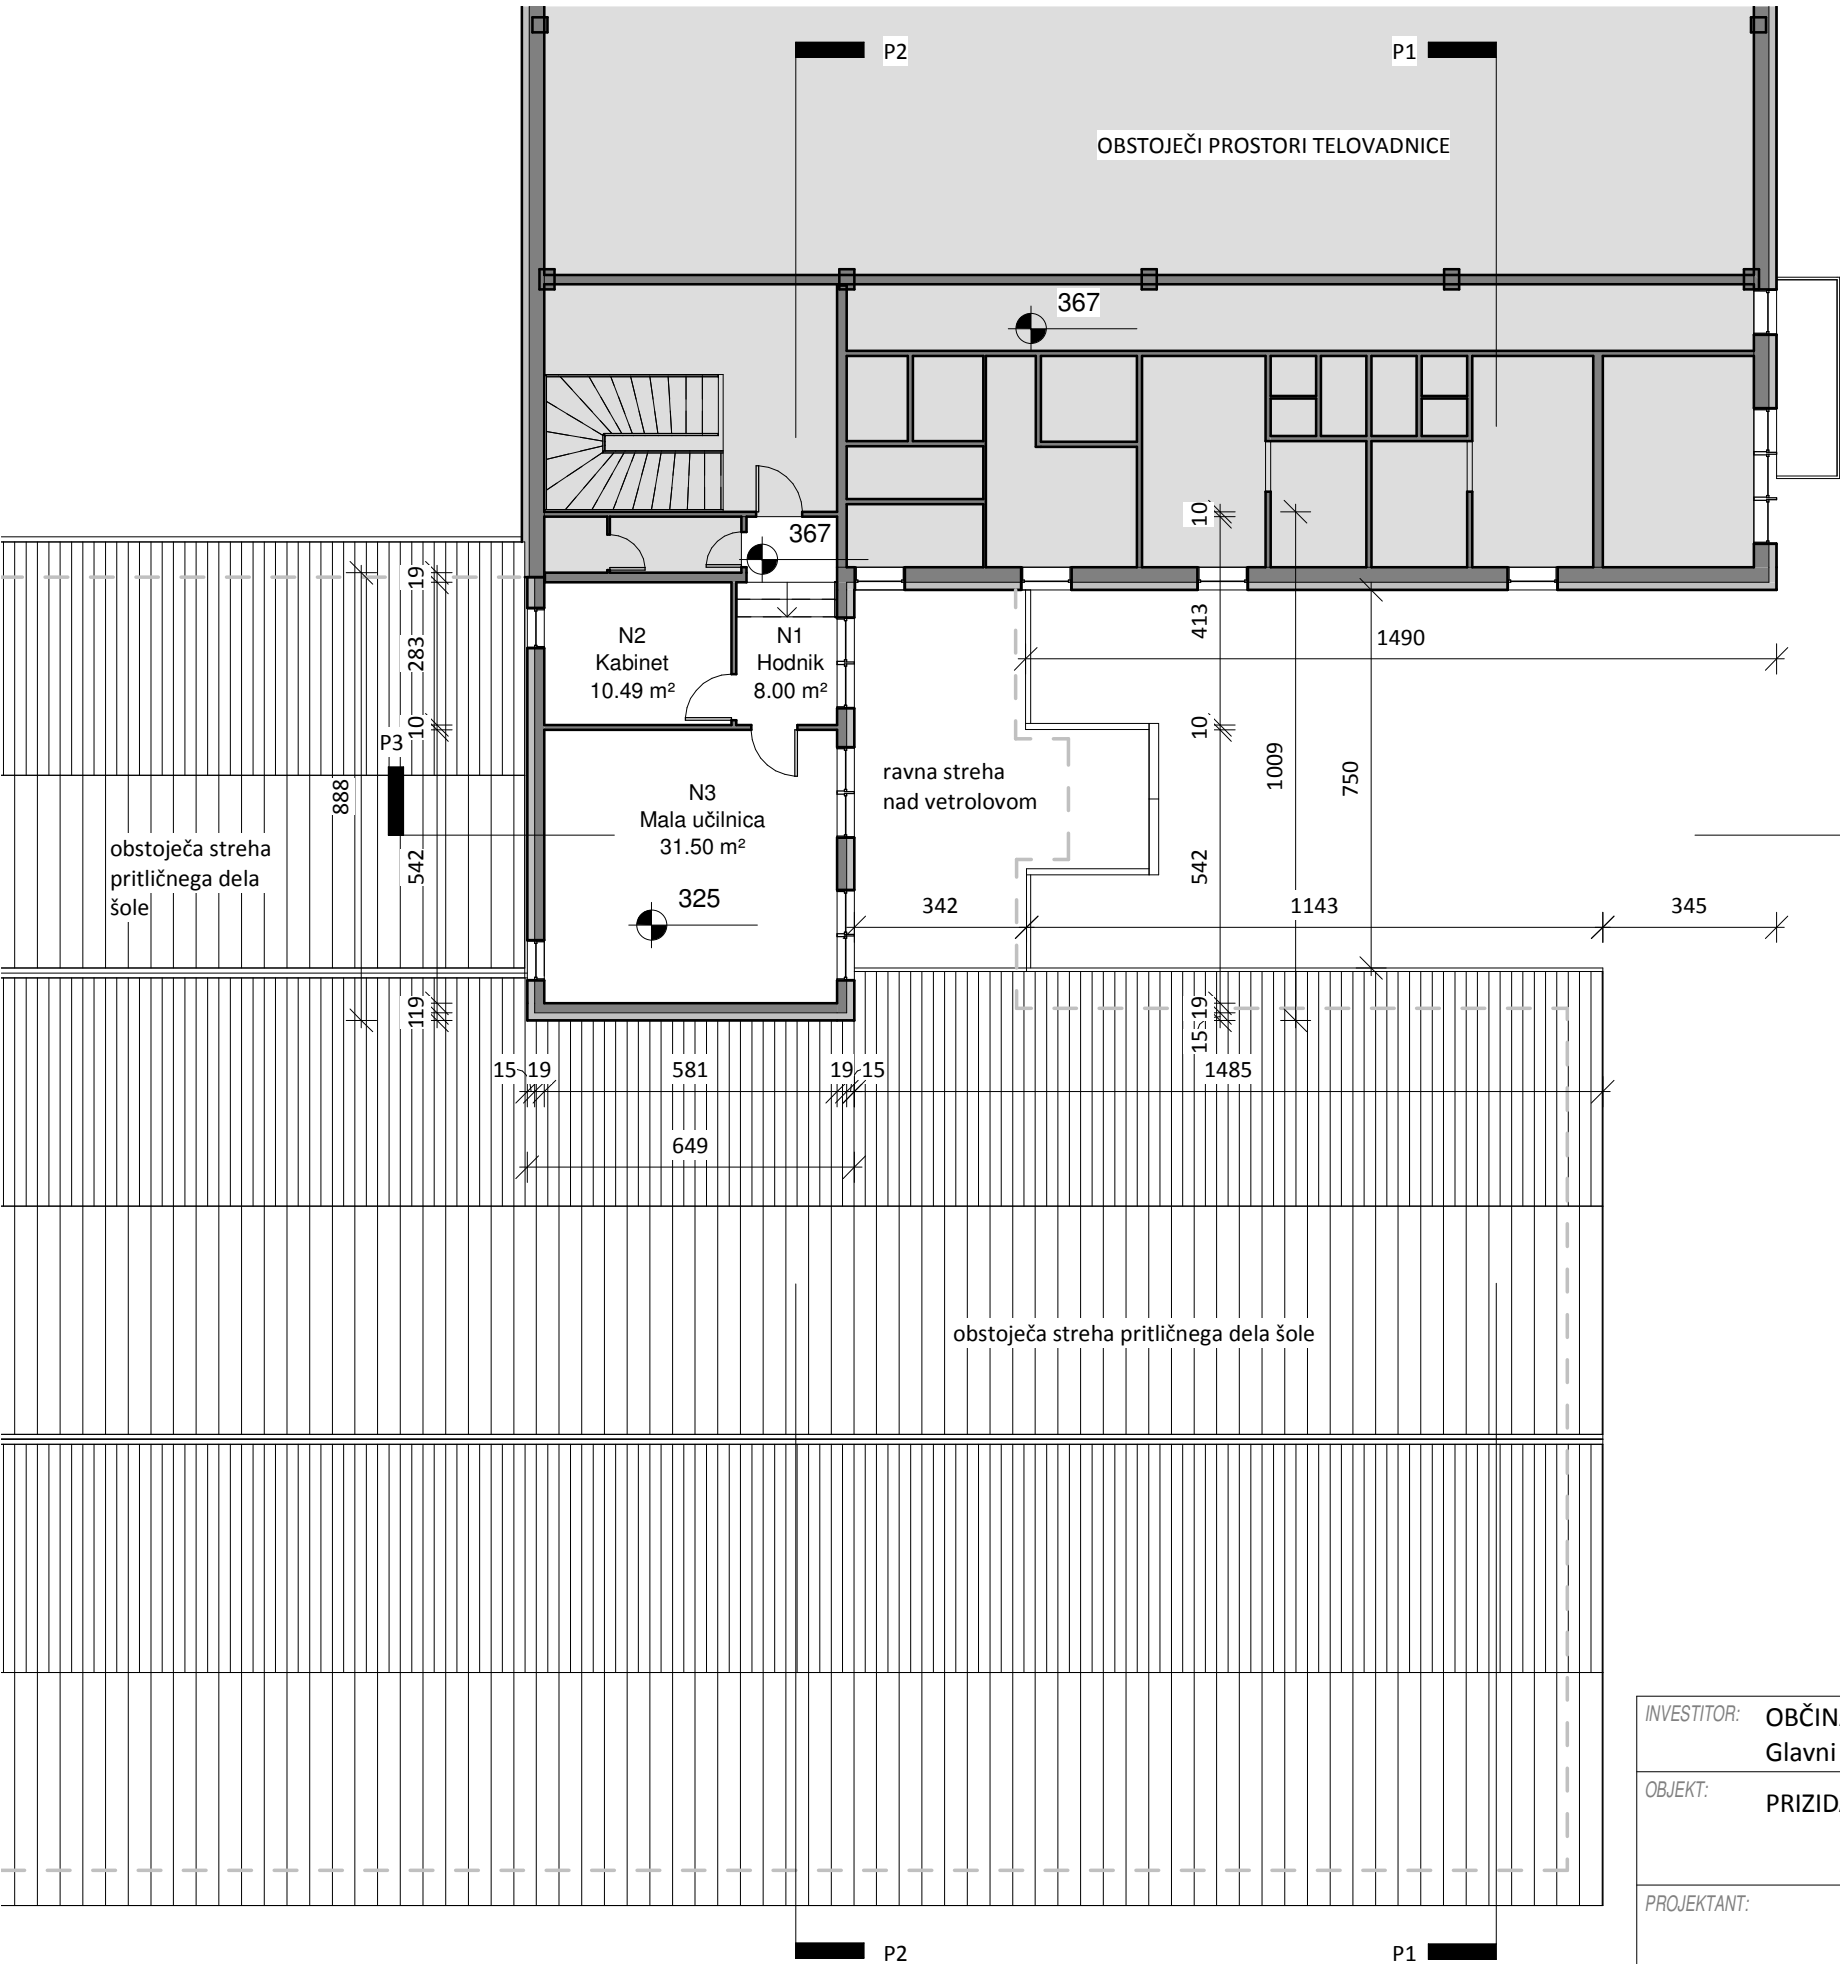 P2
P1
OBSTOJEČI PROSTORI TELOVADNICE
367
367
10
19
413
283
N2
Kabinet
10.49 m²
N1
Hodnik
8.00 m²
1490
10
10
P3
888
1009
750
ravna streha
nad vetrolovom
N3
Mala učilnica
31.50 m²
obstoječa streha
pritličnega dela
šole
542
542
325
342
1143
345
119
15
19
15
19
581
19
15
1485
649
obstoječa streha pritličnega dela šole
INVESTITOR:
Glavni
OBJEKT:
PROJEKTANT:
P2
P1